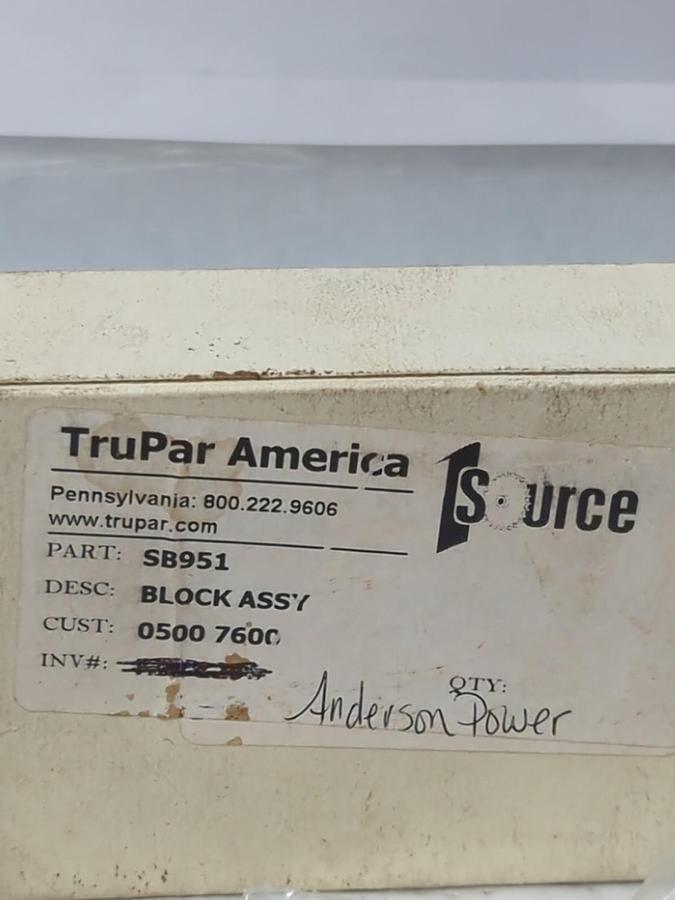 TruPar America
1Source
Pennsylvania: 800.222.9606
www.trupar.com
PART: SB951
DESC: BLOCK ASSY
CUST: 0500 7600
INV#:
QTY:
Anderson Power